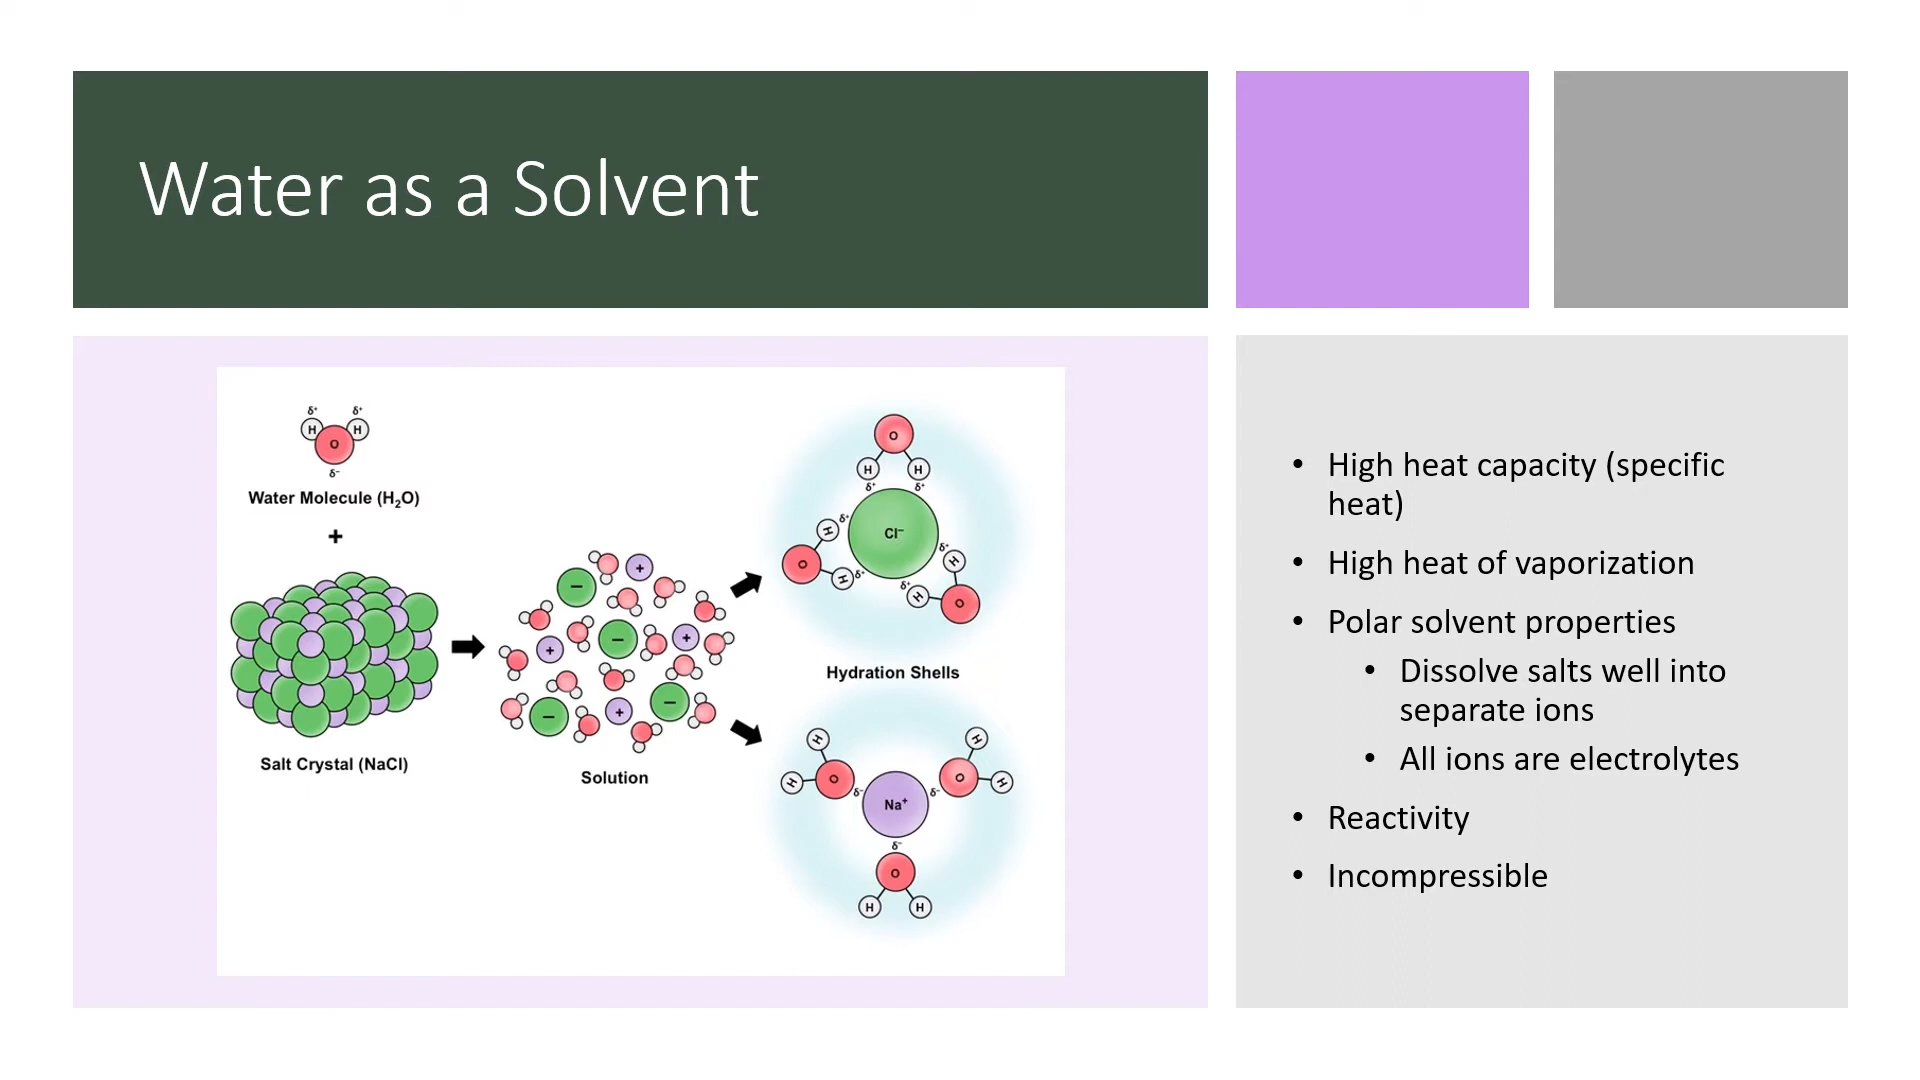 Water as a Solvent
δ⁺ δ⁺
H H
O
δ⁻
Water Molecule (H₂O)
+
Salt Crystal (NaCl)
+
−
+
−
+
−
+
−
Solution
O
H H
δ⁺ δ⁺
Cl⁻
H δ⁺
O
H δ⁺
δ⁺
H
δ⁺
H
O
Hydration Shells
H
H
O
δ⁻
Na⁺
H
O
H
δ⁻
δ⁻
O
H H
• High heat capacity (specific
heat)
• High heat of vaporization
• Polar solvent properties
• Dissolve salts well into
separate ions
• All ions are electrolytes
• Reactivity
• Incompressible